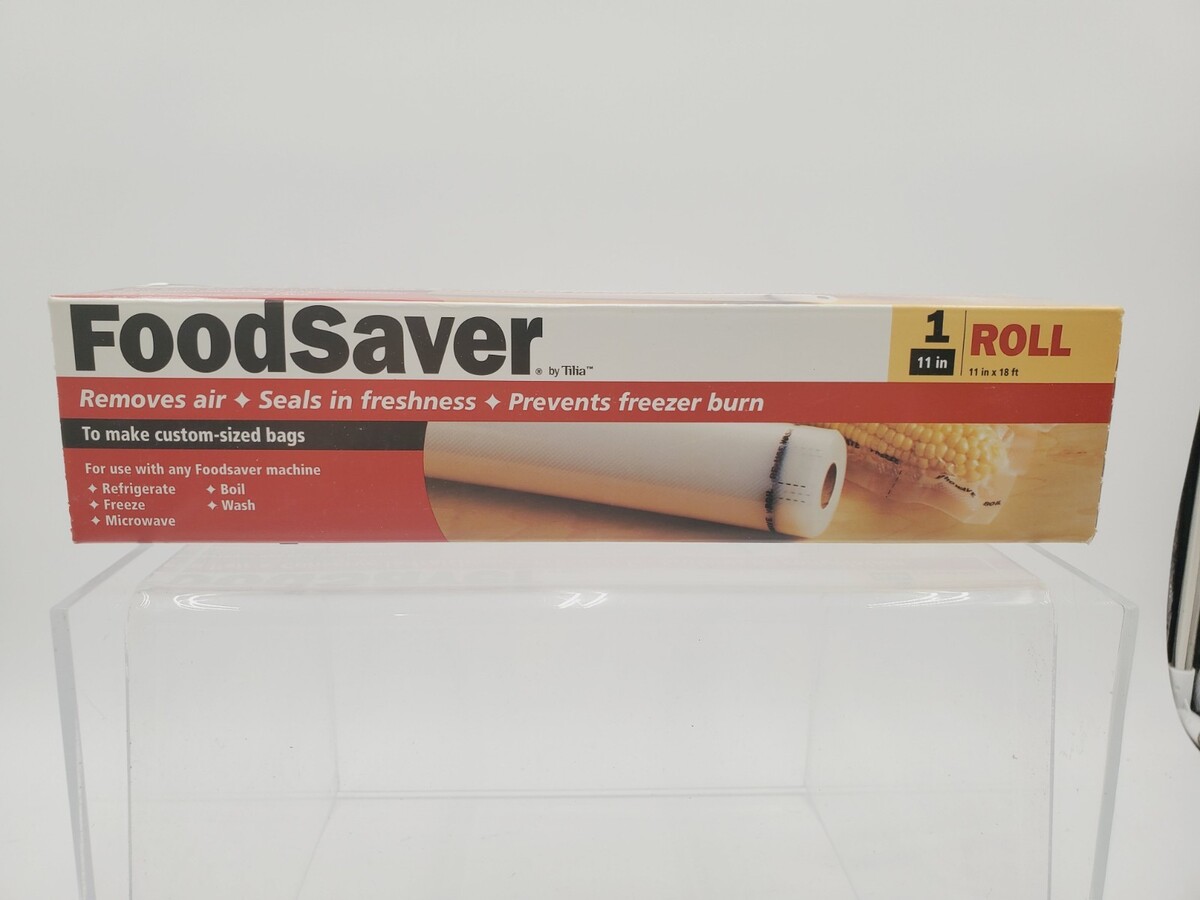 FoodSaver® by Tilia™
1
11 in
ROLL
11 in x 18 ft
Removes air ✦ Seals in freshness ✦ Prevents freezer burn
To make custom-sized bags
For use with any Foodsaver machine
✦ Refrigerate ✦ Boil
✦ Freeze ✦ Wash
✦ Microwave